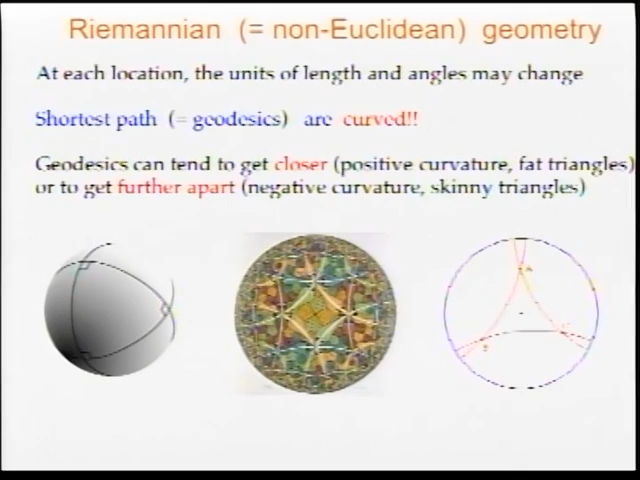 Riemannian (= non-Euclidean) geometry
At each location, the units of length and angles may change
Shortest path (= geodesics) are curved!!
Geodesics can tend to get closer (positive curvature, fat triangles)
or to get further apart (negative curvature, skinny triangles)